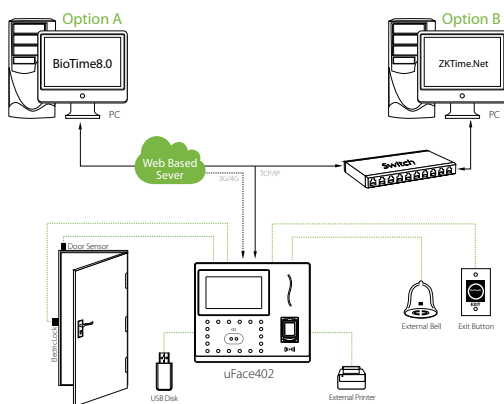 Option A
Option B
BioTime8.0
ZKTime.Net
PC
PC
Web Based
Sever
3G/4G
TCP/IP
Switch
Door Sensor
Electric Lock
External Bell
Exit Button
EXIT
uFace402
USB Disk
External Printer